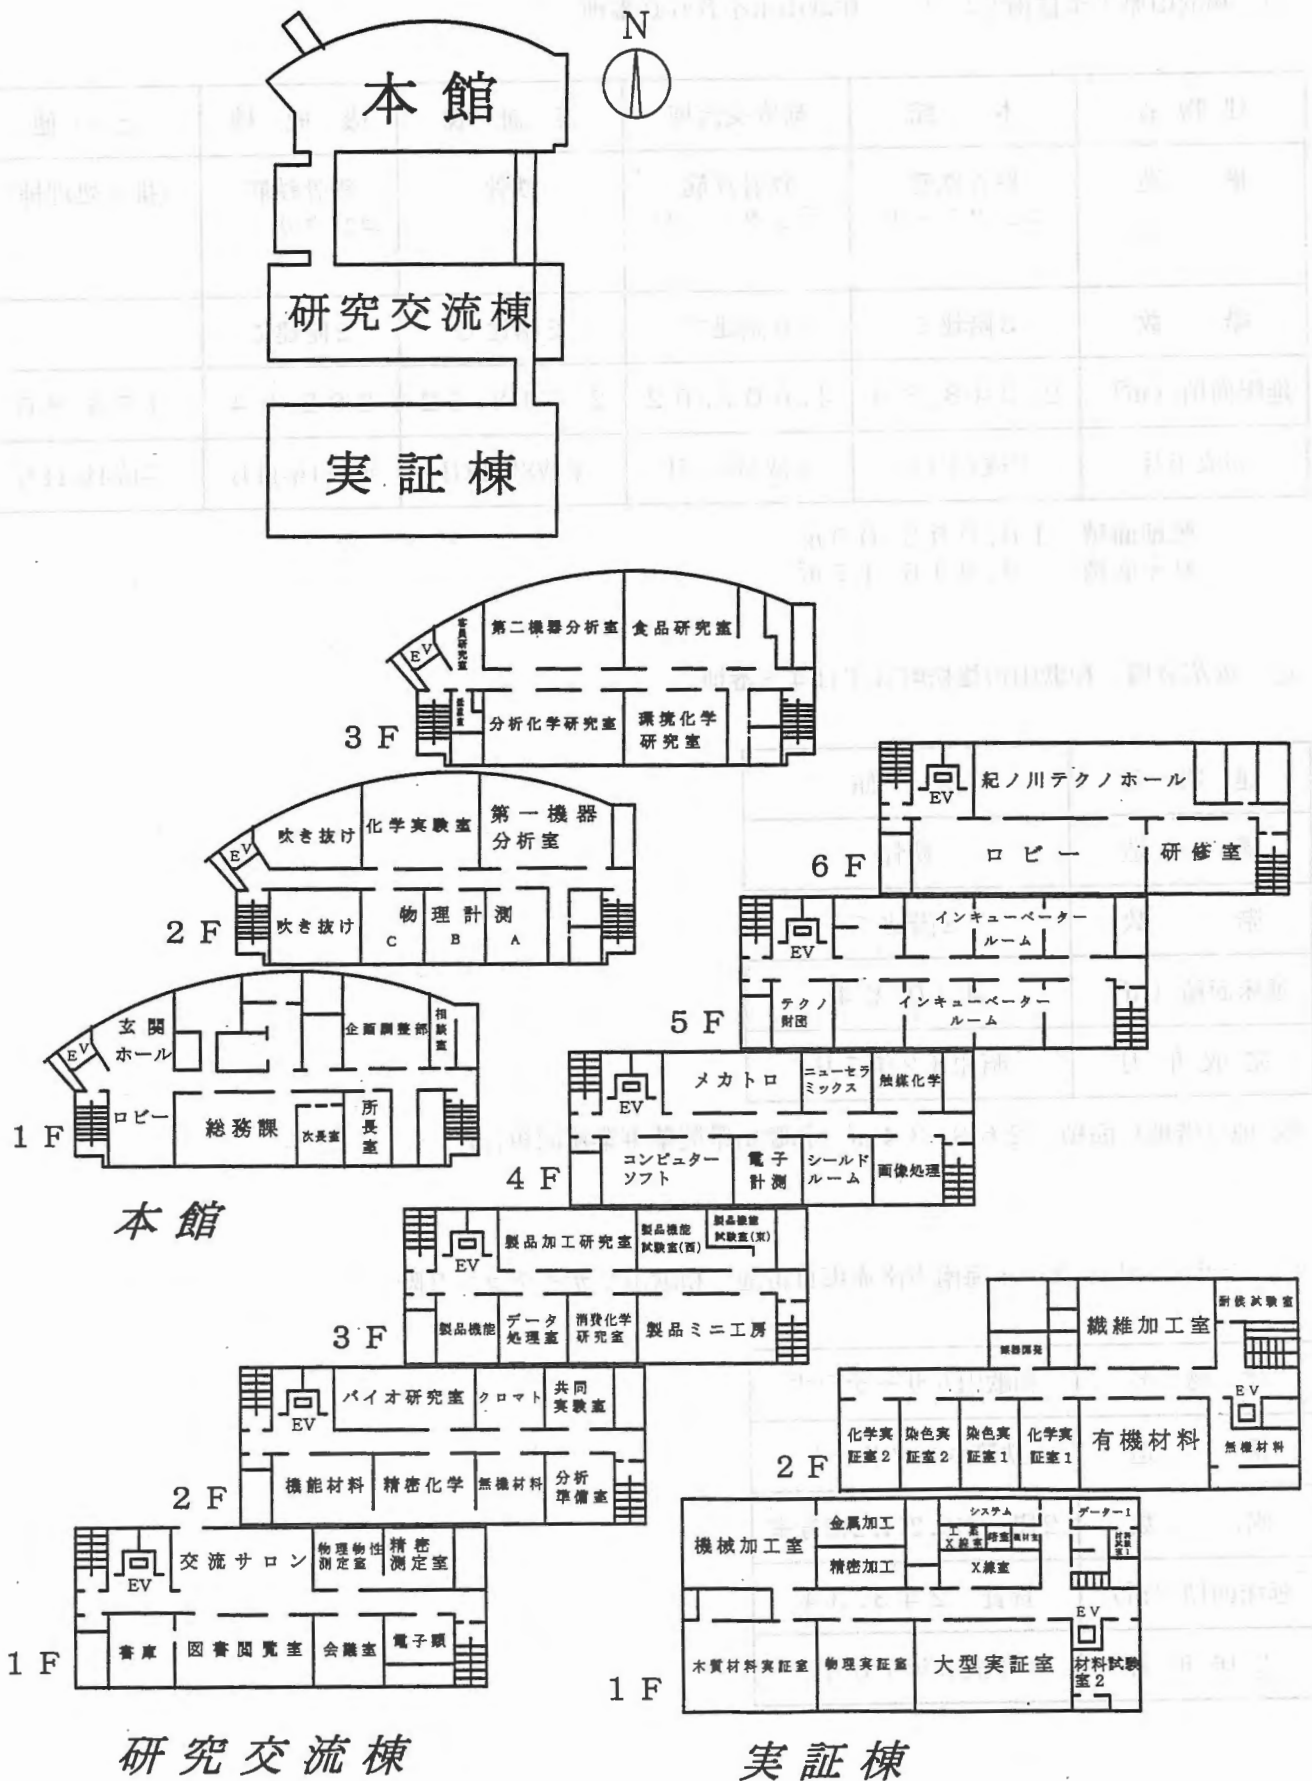 N
本館
研究交流棟
実証棟
EV
客員研究室
第二機器分析室
食品研究室
分析化学研究室
環境化学
研究室
3F
吹き抜け
化学実験室
第一機器
分析室
EV
吹き抜け
物理計測
C
B
A
2F
玄関
ホール
EV
企画調整部
相談室
ロビー
総務課
次長室
所長室
1F
本館
EV
紀ノ川テクノホール
ロビー
研修室
6F
EV
インキューベーター
ルーム
テクノ
財団
インキューベーター
ルーム
5F
EV
メカトロ
ニューセラ
ミックス
触媒化学
コンピュター
ソフト
電子
計測
シールド
ルーム
画像処理
4F
EV
製品加工研究室
製品機能
試験室(西)
製品機能
試験室(東)
製品機能
データ
処理室
消費化学
研究室
製品ミニ工房
3F
EV
バイオ研究室
クロマト
共同
実験室
機能材料
精密化学
無機材料
分析
準備室
2F
EV
交流サロン
物理物性
測定室
精密
測定室
書庫
図書閲覧室
会議室
電子顕
1F
研究交流棟
繊維加工室
耐候試験室
EV
化学実
証室2
染色実
証室2
染色実
証室1
化学実
証室1
有機材料
無機材料
2F
機械加工室
金属加工
精密加工
システム
工業
X線室
暗室
機材室
X線室
データー1
EV
木質材料実証室
物理実証室
大型実証室
材料試験
室2
1F
実証棟